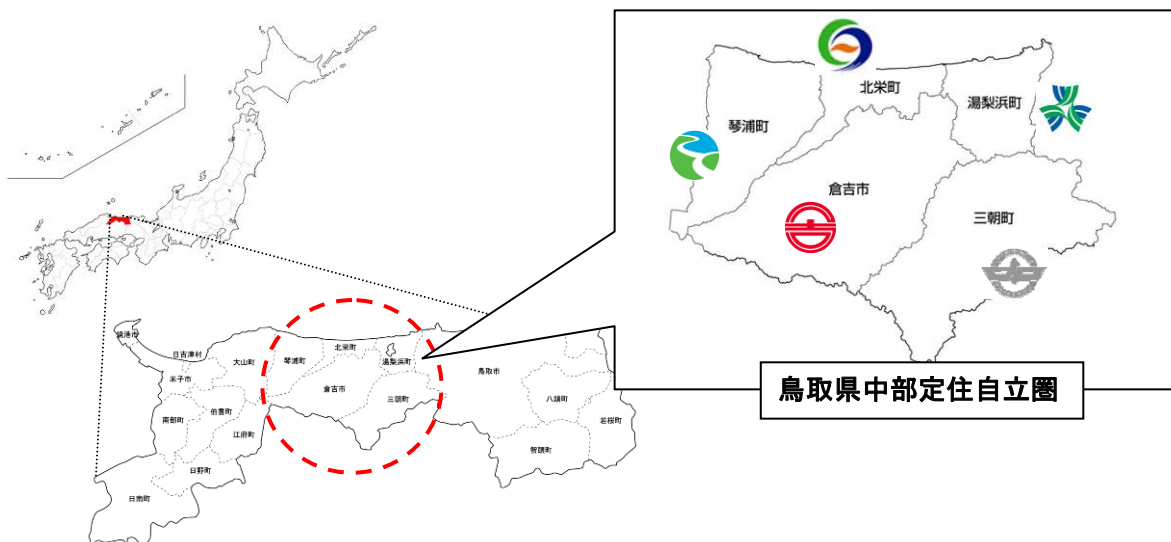 北栄町
湯梨浜町
琴浦町
倉吉市
三朝町
鳥取県中部定住自立圏
境港市
日吉津村
米子市
大山町
琴浦町
北栄町
湯梨浜町
鳥取市
倉吉市
三朝町
南部町
伯耆町
江府町
八頭町
若桜町
智頭町
日野町
日南町